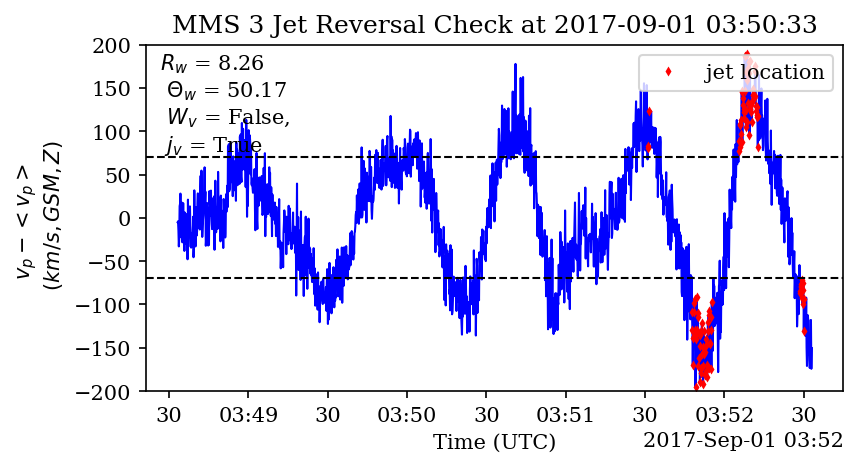 MMS 3 Jet Reversal Check at 2017-09-01 03:50:33
R_w = 8.26
Θ_w = 50.17
W_v = False,
j_v = True
jet location
200
150
100
50
0
−50
−100
−150
−200
v_p − < v_p >
(km/s, GSM, Z)
30 03:49 30 03:50 30 03:51 30 03:52 30
Time (UTC)
2017-Sep-01 03:52